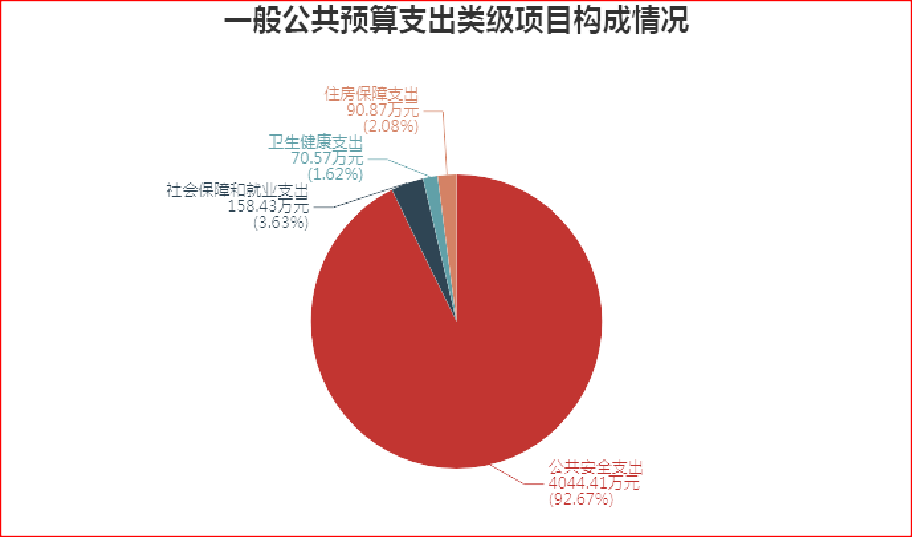 一般公共预算支出类级项目构成情况
住房保障支出
90.87万元
(2.08%)
卫生健康支出
70.57万元
(1.62%)
社会保障和就业支出
158.43万元
(3.63%)
公共安全支出
4044.41万元
(92.67%)